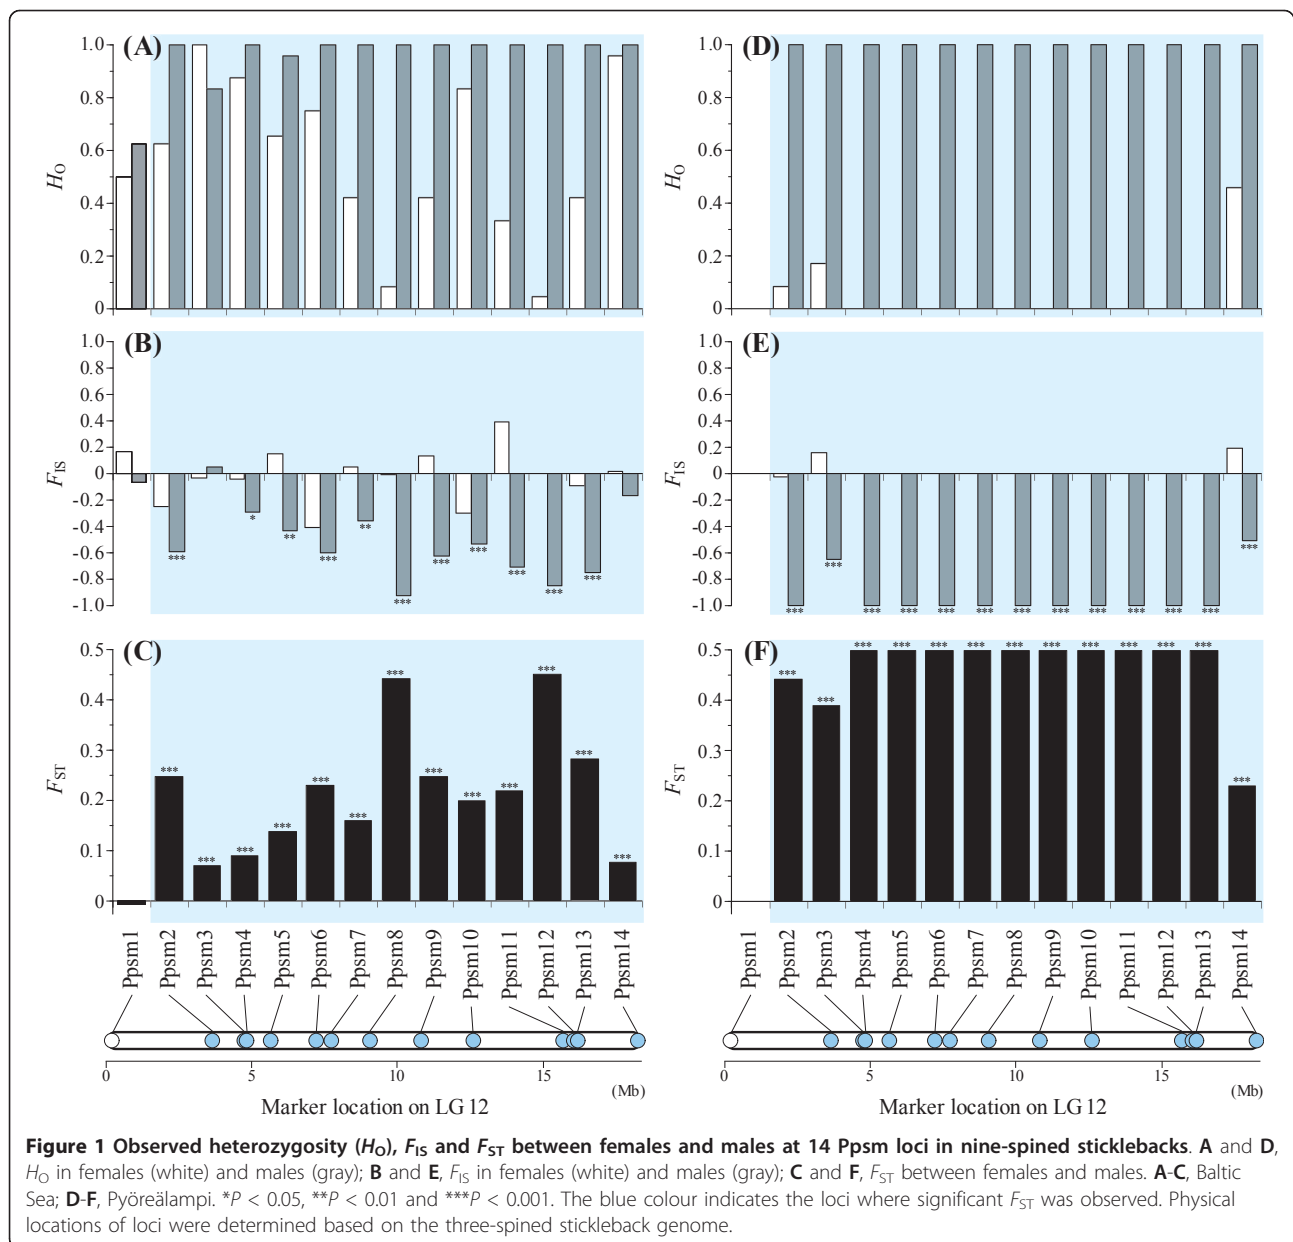 (A)
1.0
0.8
0.6
0.4
0.2
0
HO
(D)
1.0
0.8
0.6
0.4
0.2
0
HO
(B)
1.0
0.8
0.6
0.4
0.2
0
-0.2
-0.4
-0.6
-0.8
-1.0
FIS
*** * ** *** ** *** *** *** *** *** ***
(E)
1.0
0.8
0.6
0.4
0.2
0
-0.2
-0.4
-0.6
-0.8
-1.0
FIS
*** *** *** *** *** *** *** *** *** *** *** *** ***
(C)
0.5
0.4
0.3
0.2
0.1
0
FST
*** *** *** *** *** *** *** *** *** *** *** *** ***
(F)
0.5
0.4
0.3
0.2
0.1
0
FST
*** *** *** *** *** *** *** *** *** *** *** *** ***
Ppsm1
Ppsm2
Ppsm3
Ppsm4
Ppsm5
Ppsm6
Ppsm7
Ppsm8
Ppsm9
Ppsm10
Ppsm11
Ppsm12
Ppsm13
Ppsm14
0 5 10 15 (Mb)
Marker location on LG 12
Ppsm1
Ppsm2
Ppsm3
Ppsm4
Ppsm5
Ppsm6
Ppsm7
Ppsm8
Ppsm9
Ppsm10
Ppsm11
Ppsm12
Ppsm13
Ppsm14
0 5 10 15 (Mb)
Marker location on LG 12
Figure 1 Observed heterozygosity (HO), FIS and FST between females and males at 14 Ppsm loci in nine-spined sticklebacks. A and D,
HO in females (white) and males (gray); B and E, FIS in females (white) and males (gray); C and F, FST between females and males. A-C, Baltic
Sea; D-F, Pyöreälampi. *P < 0.05, **P < 0.01 and ***P < 0.001. The blue colour indicates the loci where significant FST was observed. Physical
locations of loci were determined based on the three-spined stickleback genome.